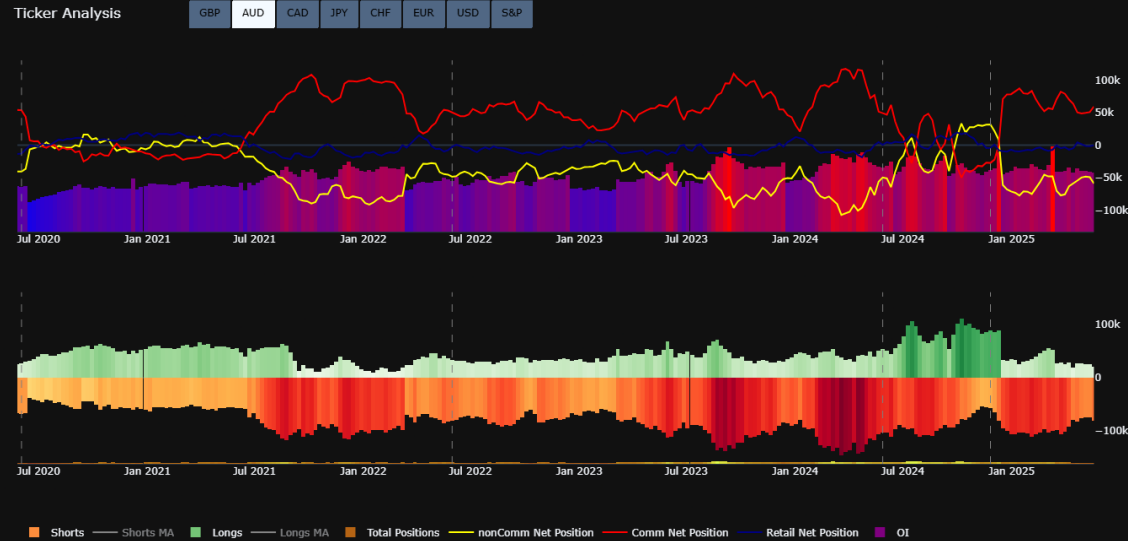 Ticker Analysis
GBP AUD CAD JPY CHF EUR USD S&P
100k
50k
0
−50k
−100k
Jul 2020 Jan 2021 Jul 2021 Jan 2022 Jul 2022 Jan 2023 Jul 2023 Jan 2024 Jul 2024 Jan 2025
100k
0
−100k
Jul 2020 Jan 2021 Jul 2021 Jan 2022 Jul 2022 Jan 2023 Jul 2023 Jan 2024 Jul 2024 Jan 2025
Shorts Shorts MA Longs Longs MA Total Positions nonComm Net Position Comm Net Position Retail Net Position OI